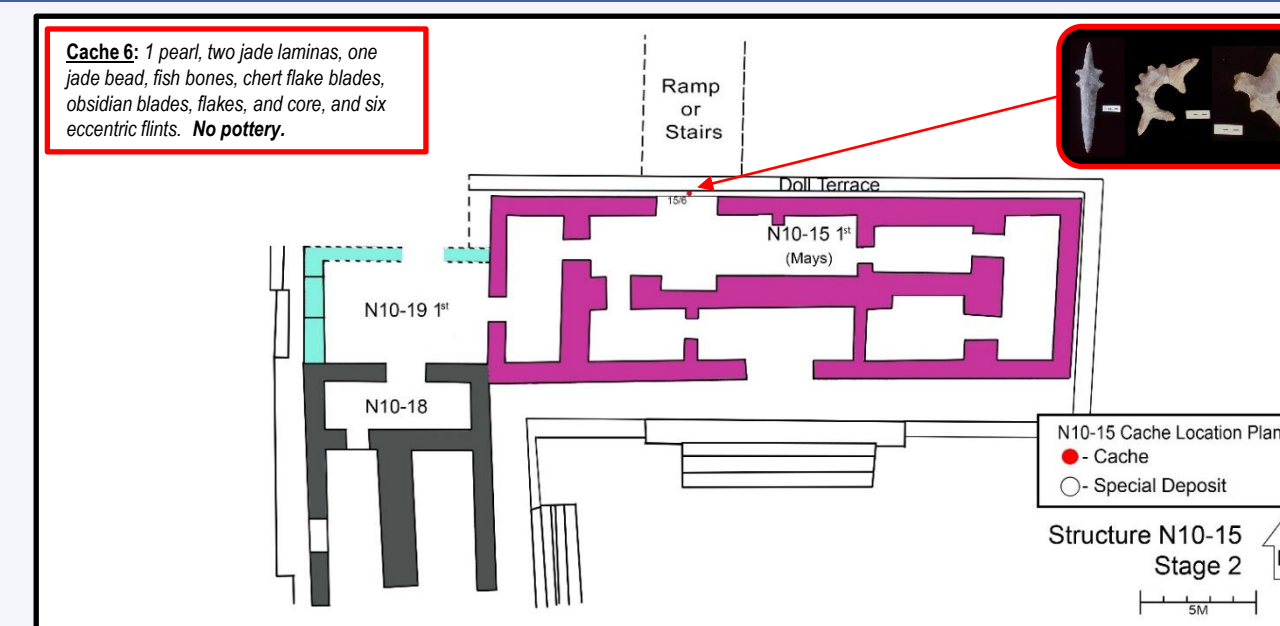 Cache 6: 1 pearl, two jade laminas, one
jade bead, fish bones, chert flake blades,
obsidian blades, flakes, and core, and six
eccentric flints. No pottery.
Ramp
or
Stairs
Doll Terrace
15/6
N10-15 1st
(Mays)
N10-19 1st
N10-18
N10-15 Cache Location Plan
- Cache
- Special Deposit
Structure N10-15
Stage 2
5M